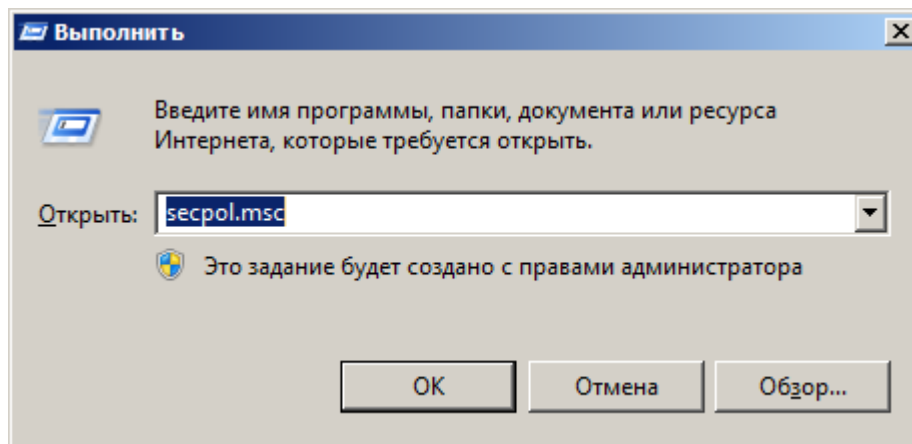 Выполнить
Введите имя программы, папки, документа или ресурса
Интернета, которые требуется открыть.
Открыть: secpol.msc
Это задание будет создано с правами администратора
ОК Отмена Обзор...